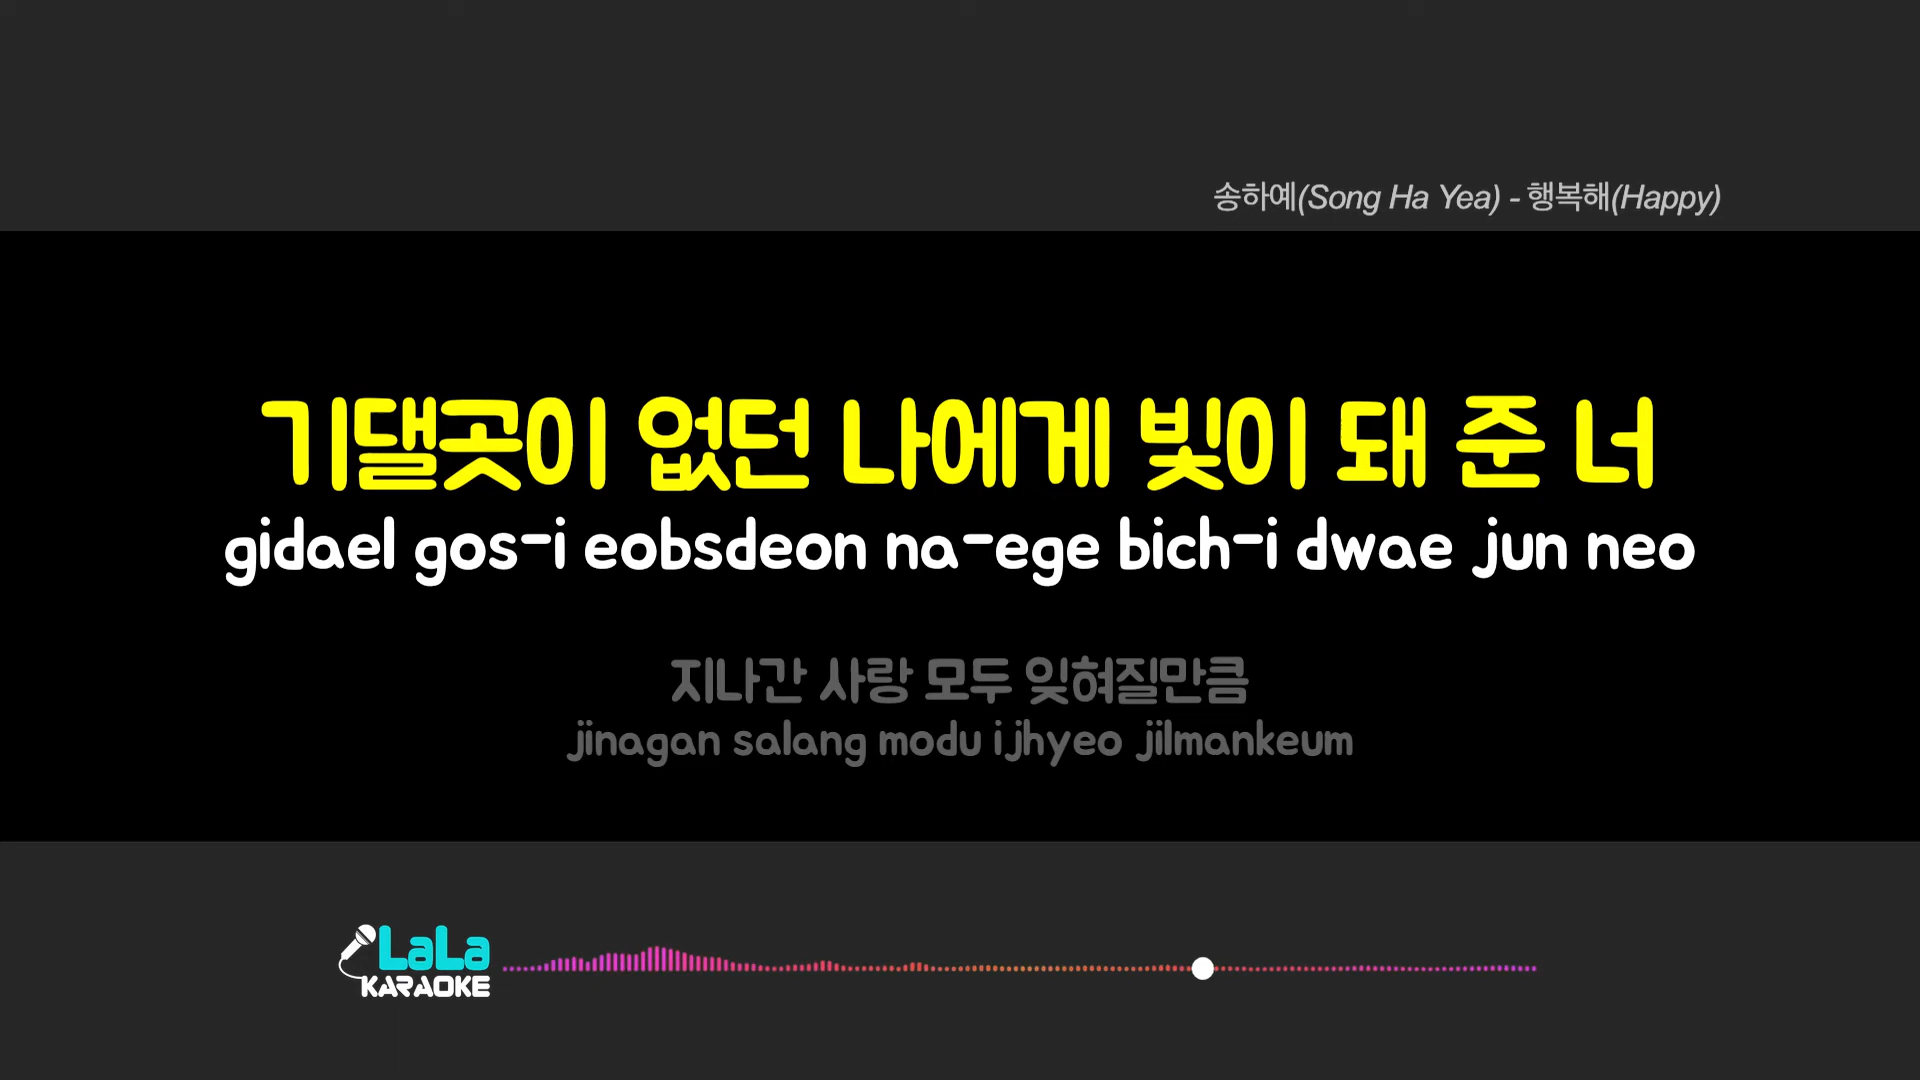 송하예(Song Ha Yea) - 행복해(Happy)
기댈곳이 없던 나에게 빛이 돼 준 너
gidael gos-i eobsdeon na-ege bich-i dwae jun neo
지나간 사랑 모두 잊혀질만큼
jinagan salang modu ijhyeo jilmankeum
LaLa
KARAOKE